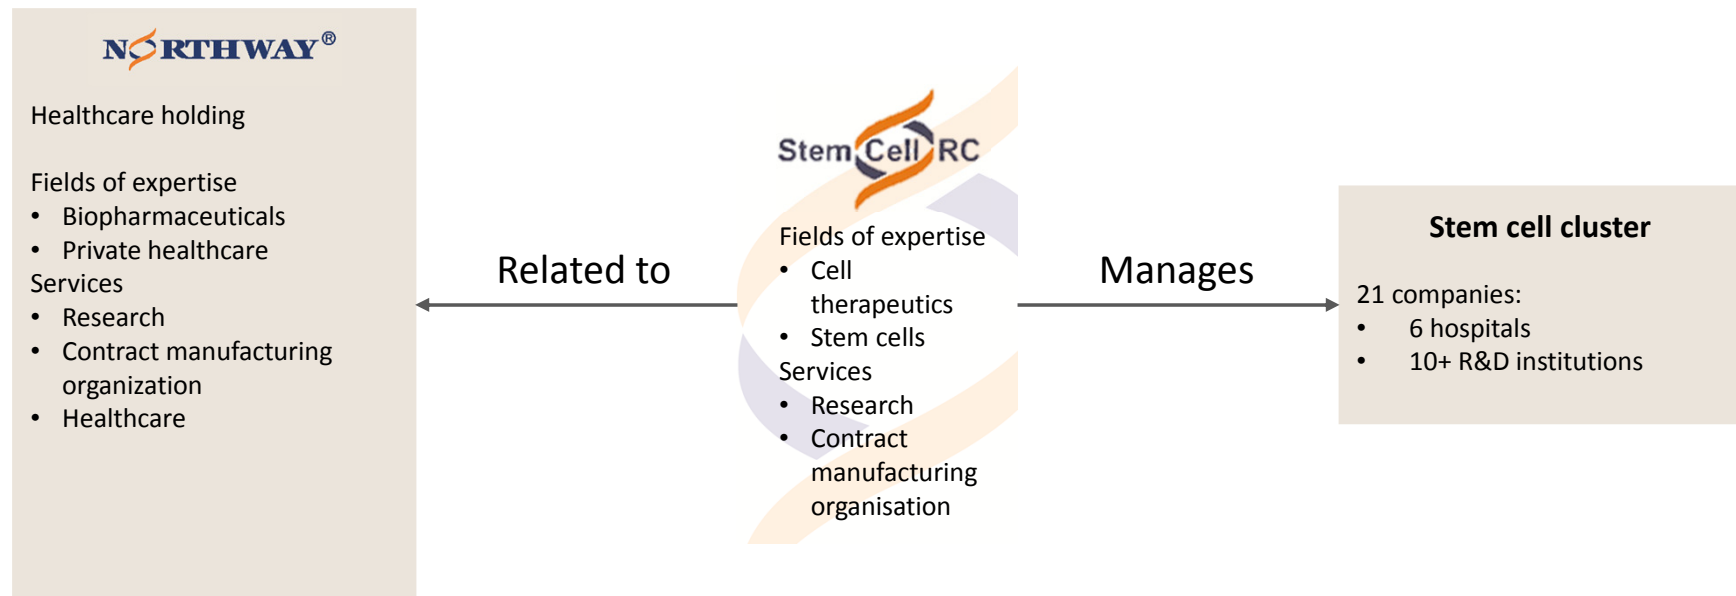 NORTHWAY®
Healthcare holding
Fields of expertise
• Biopharmaceuticals
• Private healthcare
Services
• Research
• Contract manufacturing
organization
• Healthcare
Related to
Stem Cell RC
Fields of expertise
• Cell
therapeutics
• Stem cells
Services
• Research
• Contract
manufacturing
organisation
Manages
Stem cell cluster
21 companies:
• 6 hospitals
• 10+ R&D institutions